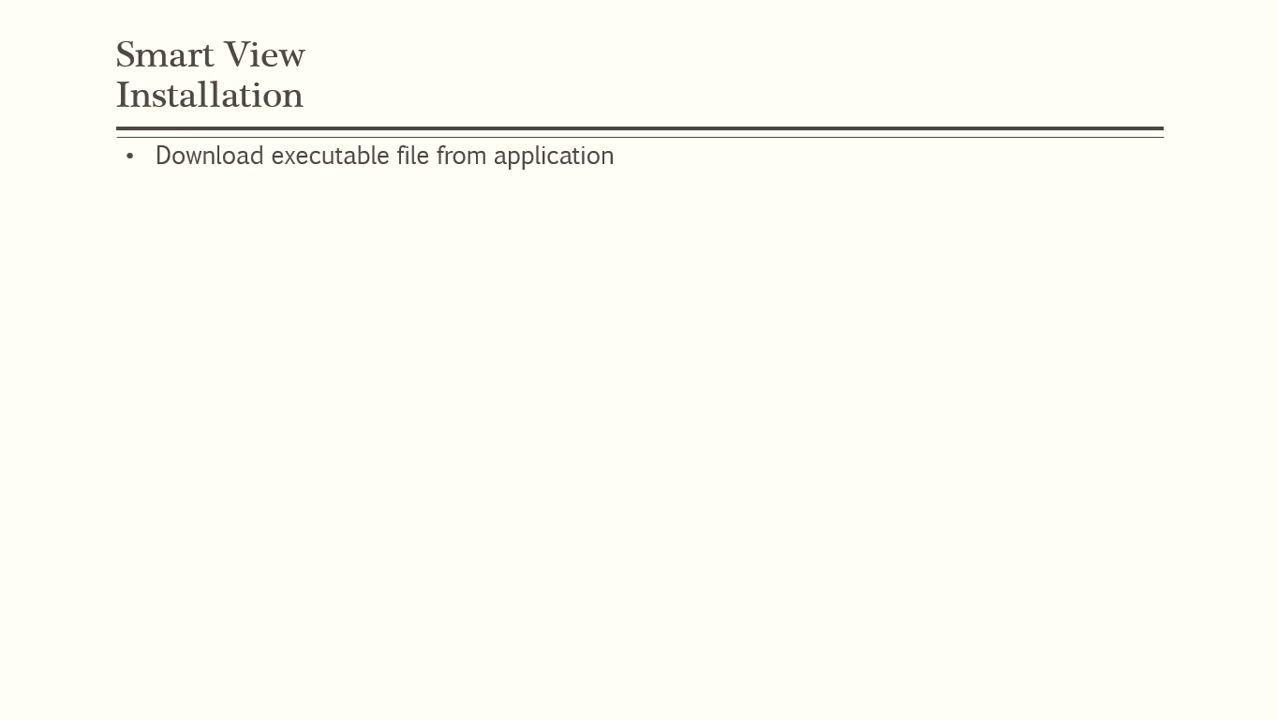 Smart View
Installation
• Download executable file from application